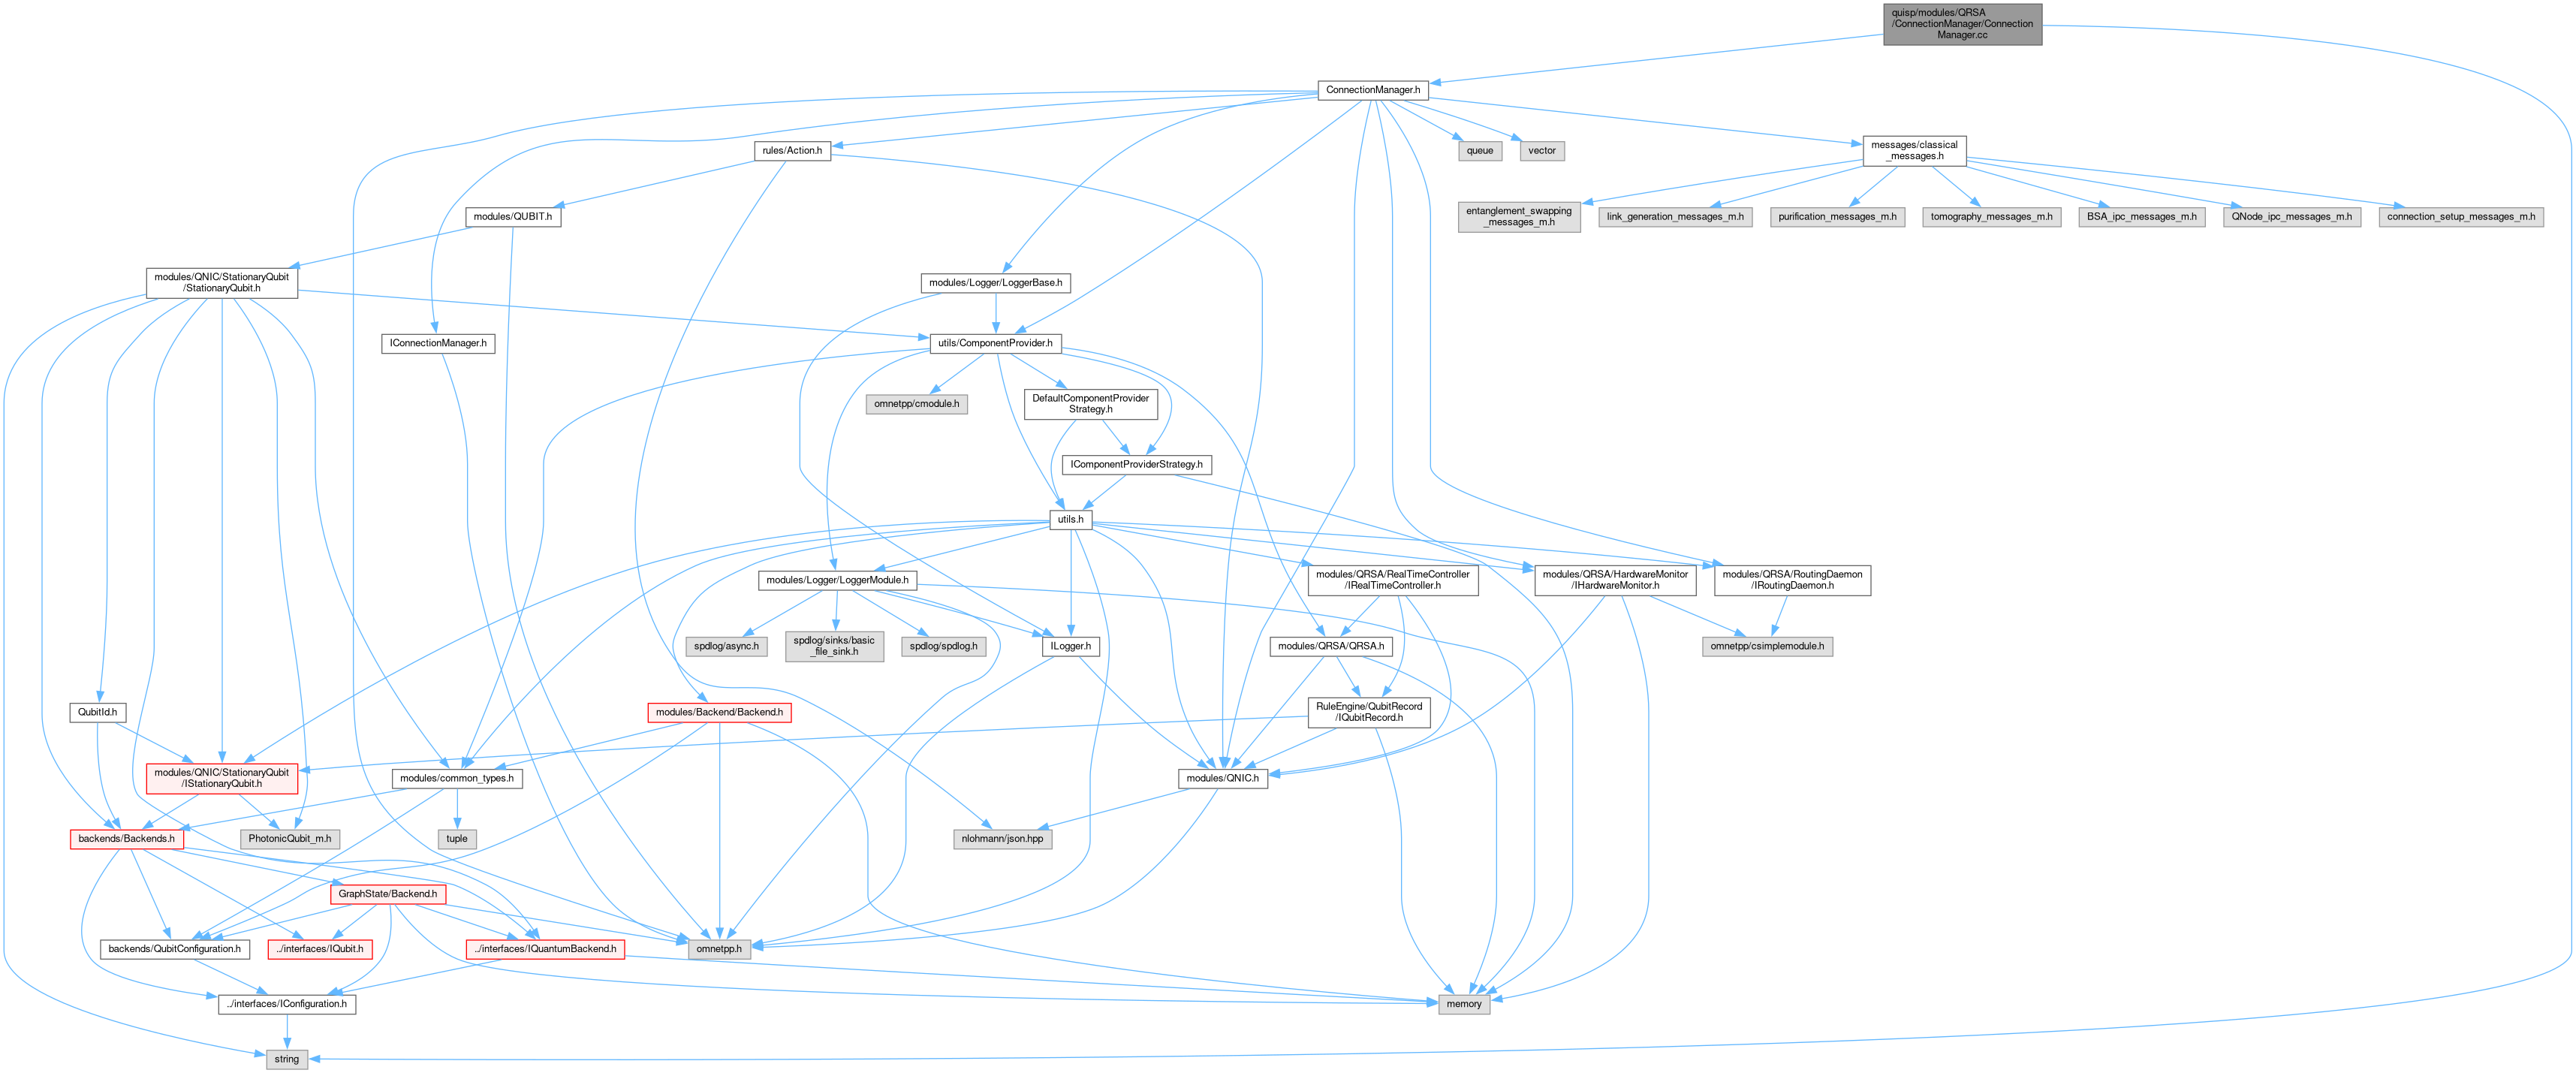 quisp/modules/QRSA
/ConnectionManager/Connection
Manager.cc
ConnectionManager.h
rules/Action.h
queue
vector
messages/classical
_messages.h
modules/QUBIT.h
entanglement_swapping
_messages_m.h
link_generation_messages_m.h
purification_messages_m.h
tomography_messages_m.h
BSA_ipc_messages_m.h
QNode_ipc_messages_m.h
connection_setup_messages_m.h
modules/QNIC/StationaryQubit
/StationaryQubit.h
modules/Logger/LoggerBase.h
IConnectionManager.h
utils/ComponentProvider.h
omnetpp/cmodule.h
DefaultComponentProvider
Strategy.h
IComponentProviderStrategy.h
utils.h
modules/Logger/LoggerModule.h
modules/QRSA/RealTimeController
/IRealTimeController.h
modules/QRSA/HardwareMonitor
/IHardwareMonitor.h
modules/QRSA/RoutingDaemon
/IRoutingDaemon.h
spdlog/async.h
spdlog/sinks/basic
_file_sink.h
spdlog/spdlog.h
ILogger.h
modules/QRSA/QRSA.h
omnetpp/csimplemodule.h
QubitId.h
modules/Backend/Backend.h
RuleEngine/QubitRecord
/IQubitRecord.h
modules/QNIC/StationaryQubit
/IStationaryQubit.h
modules/common_types.h
modules/QNIC.h
backends/Backends.h
PhotonicQubit_m.h
tuple
nlohmann/json.hpp
GraphState/Backend.h
backends/QubitConfiguration.h
../interfaces/IQubit.h
../interfaces/IQuantumBackend.h
omnetpp.h
../interfaces/IConfiguration.h
memory
string